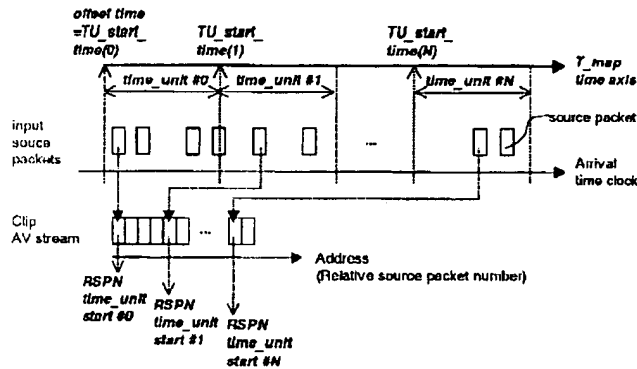 offset time
=TU_start_
time(0)
TU_start_
time(1)
TU_start_
time(N)
T_map
time axis
time_unit #0
time_unit #1
time_unit #N
input
souce
packets
source packet
...
Arrival
time clock
Clip
AV stream
...
Address
(Relative source packet number)
RSPN
time_unit
start #0
RSPN
time_unit
start #1
RSPN
time_unit
start #N